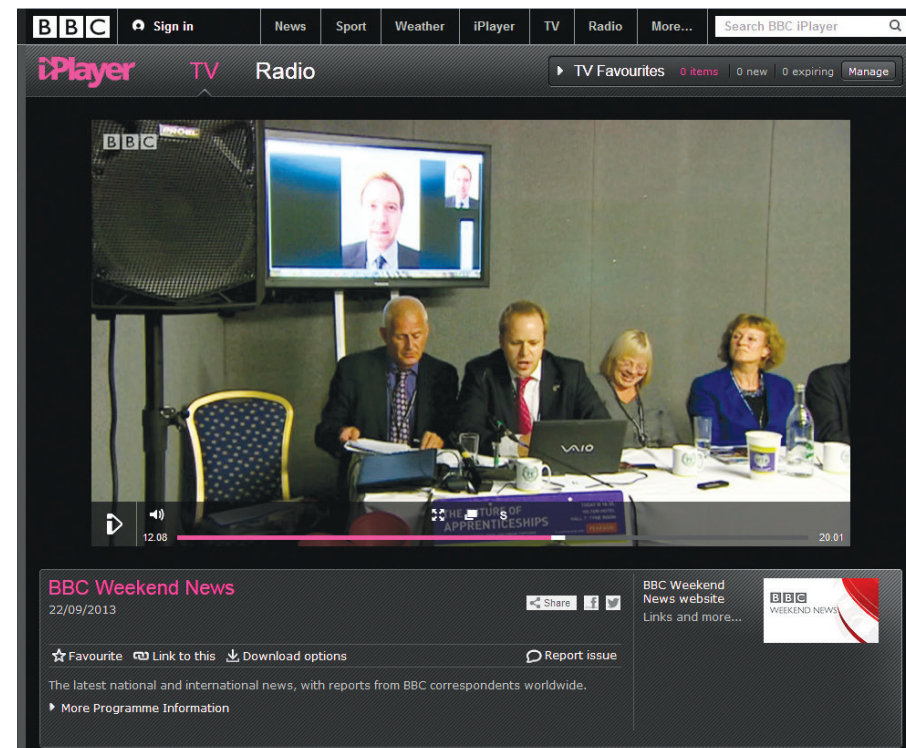 BBC Sign in News Sport Weather iPlayer TV Radio More... Search BBC iPlayer
iPlayer TV Radio TV Favourites 0 items 0 new 0 expiring Manage
BBC
VAIO
THE FUTURE OF
APPRENTICESHIPS
12.08 20.01
BBC Weekend News
22/09/2013
Share
Favourite Link to this Download options Report issue
The latest national and international news, with reports from BBC correspondents worldwide.
More Programme Information
BBC Weekend
News website
Links and more...
BBC
WEEKEND NEWS